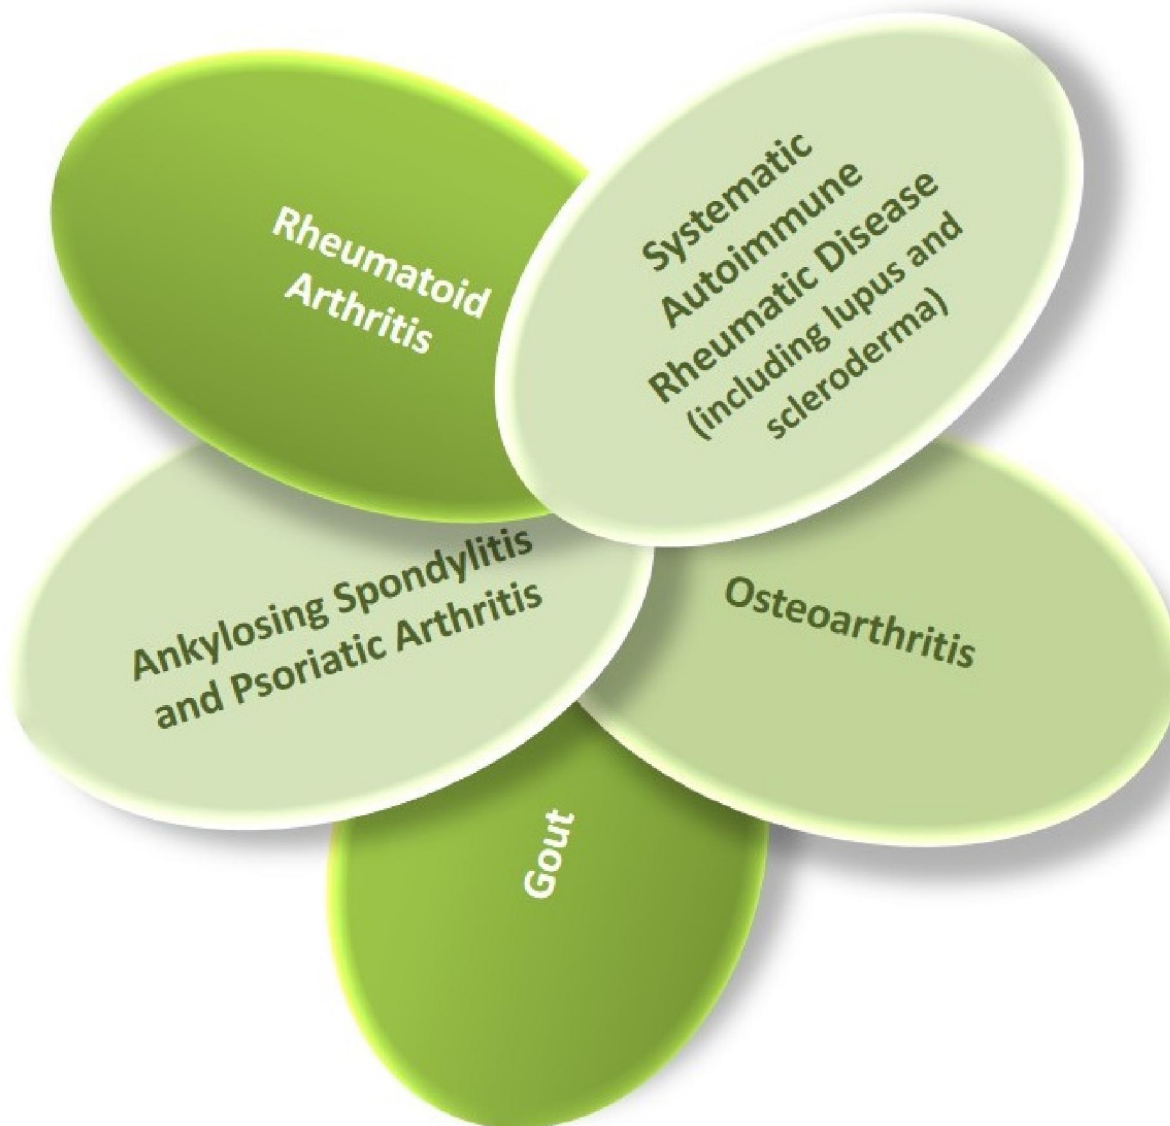 Rheumatoid
Arthritis
Systematic
Autoimmune
Rheumatic Disease
(including lupus and
scleroderma)
Ankylosing Spondylitis
and Psoriatic Arthritis
Osteoarthritis
Gout